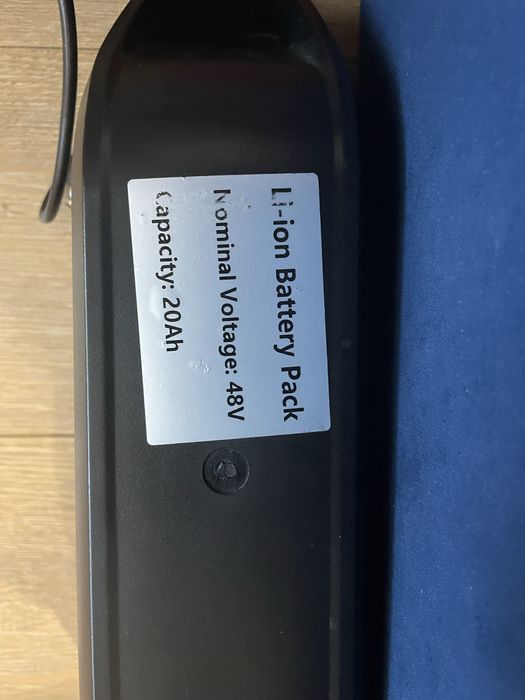 Li-ion Battery Pack
Nominal Voltage: 48V
Capacity: 20Ah